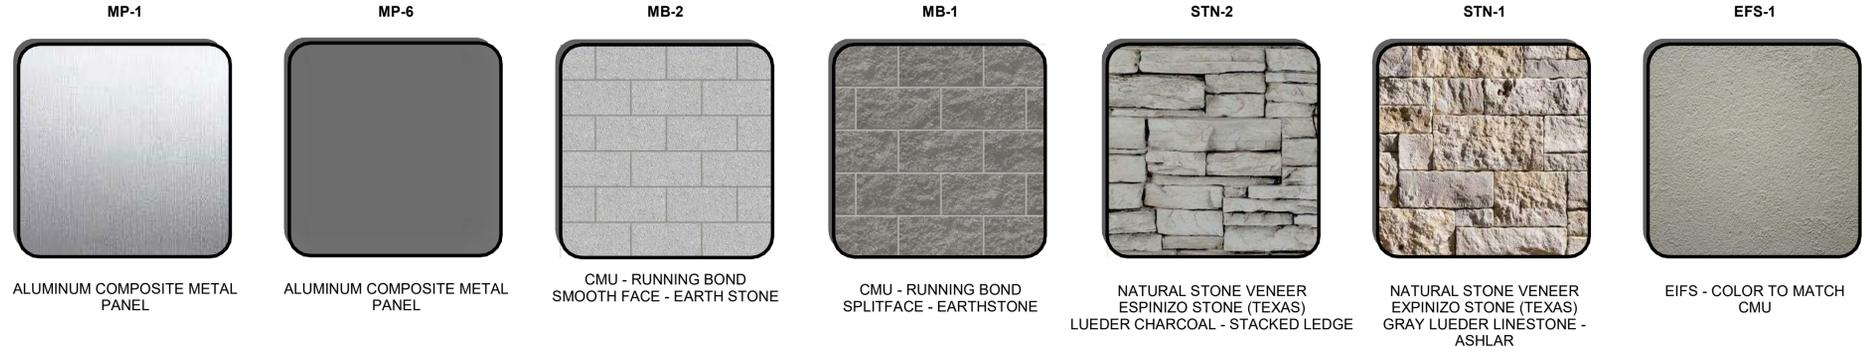 MP-1
MP-6
MB-2
MB-1
STN-2
STN-1
EFS-1
ALUMINUM COMPOSITE METAL
PANEL
ALUMINUM COMPOSITE METAL
PANEL
CMU - RUNNING BOND
SMOOTH FACE - EARTH STONE
CMU - RUNNING BOND
SPLITFACE - EARTHSTONE
NATURAL STONE VENEER
ESPINIZO STONE (TEXAS)
LUEDER CHARCOAL - STACKED LEDGE
NATURAL STONE VENEER
EXPINIZO STONE (TEXAS)
GRAY LUEDER LINESTONE -
ASHLAR
EIFS - COLOR TO MATCH
CMU